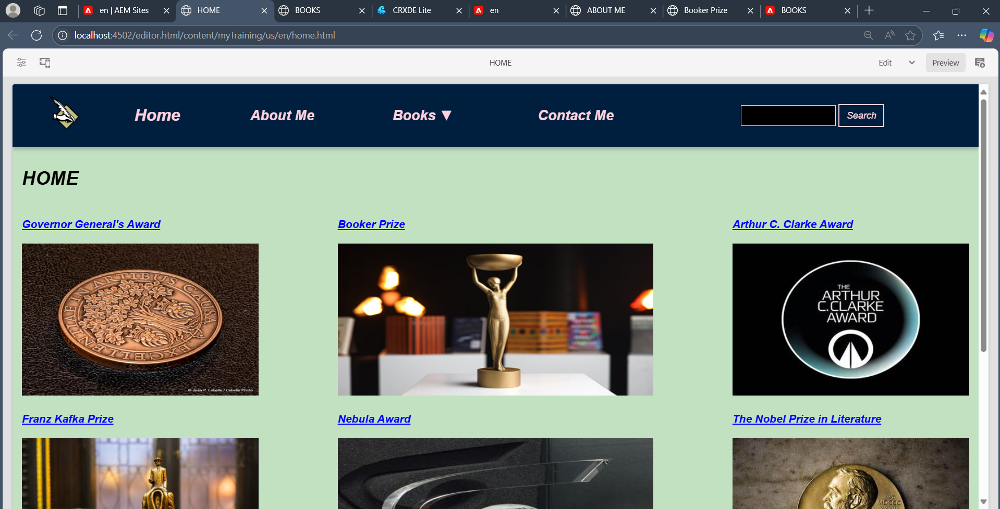 en | AEM Sites
HOME
BOOKS
CRXDE Lite
en
ABOUT ME
Booker Prize
BOOKS
localhost:4502/editor.html/content/myTraining/us/en/home.html
HOME
Edit
Preview
Home
About Me
Books ▼
Contact Me
Search
HOME
Governor General's Award
Booker Prize
Arthur C. Clarke Award
EXCELLENTIAE IN ARTIBUS CAUSA
CANADA
© Jean P. Labelle / Labelle Photo
THE
ARTHUR
C.CLARKE
AWARD
Franz Kafka Prize
Nebula Award
The Nobel Prize in Literature
NAT
MDCCC